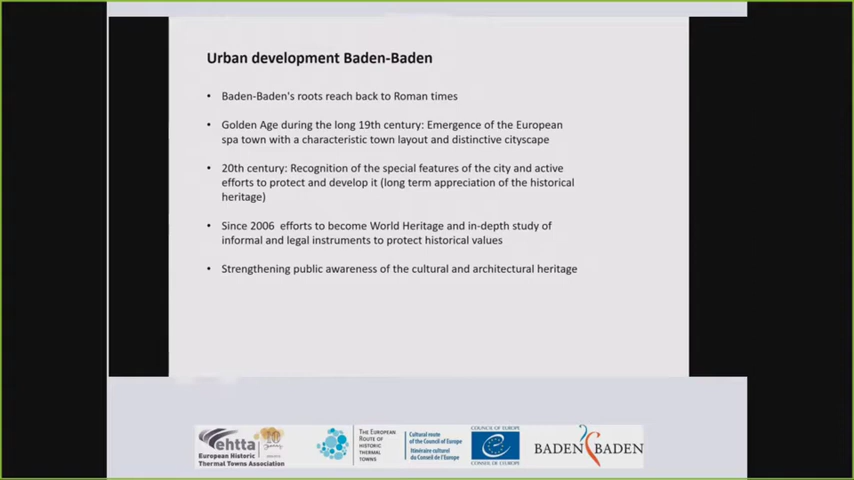 Urban development Baden-Baden
• Baden-Baden's roots reach back to Roman times
• Golden Age during the long 19th century: Emergence of the European
spa town with a characteristic town layout and distinctive cityscape
• 20th century: Recognition of the special features of the city and active
efforts to protect and develop it (long term appreciation of the historical
heritage)
• Since 2006 efforts to become World Heritage and in-depth study of
informal and legal instruments to protect historical values
• Strengthening public awareness of the cultural and architectural heritage
ehtta
European Historic
Thermal Towns Association
THE EUROPEAN
ROUTE OF
HISTORIC
THERMAL
TOWNS
Cultural route
of the Council of Europe
Itinéraire culturel
du Conseil de l'Europe
COUNCIL OF EUROPE
CONSEIL DE L'EUROPE
BADEN BADEN